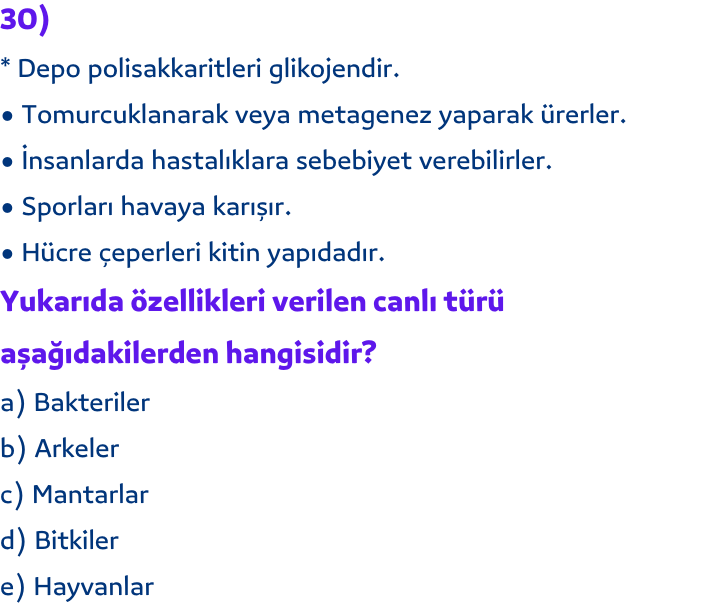 30)
* Depo polisakkaritleri glikojendir.
• Tomurcuklanarak veya metagenez yaparak ürerler.
• İnsanlarda hastalıklara sebebiyet verebilirler.
• Sporları havaya karışır.
• Hücre çeperleri kitin yapıdadır.
Yukarıda özellikleri verilen canlı türü
aşağıdakilerden hangisidir?
a) Bakteriler
b) Arkeler
c) Mantarlar
d) Bitkiler
e) Hayvanlar